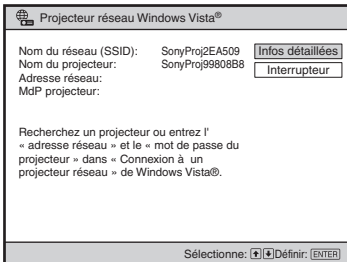 Projecteur réseau Windows Vista®
Nom du réseau (SSID): SonyProj2EA509 Infos détaillées
Nom du projecteur: SonyProj99808B8 Interrupteur
Adresse réseau:
MdP projecteur:
Recherchez un projecteur ou entrez l'
« adresse réseau » et le « mot de passe du
projecteur » dans « Connexion à un
projecteur réseau » de Windows Vista®.
Sélectionne: Définir: ENTER